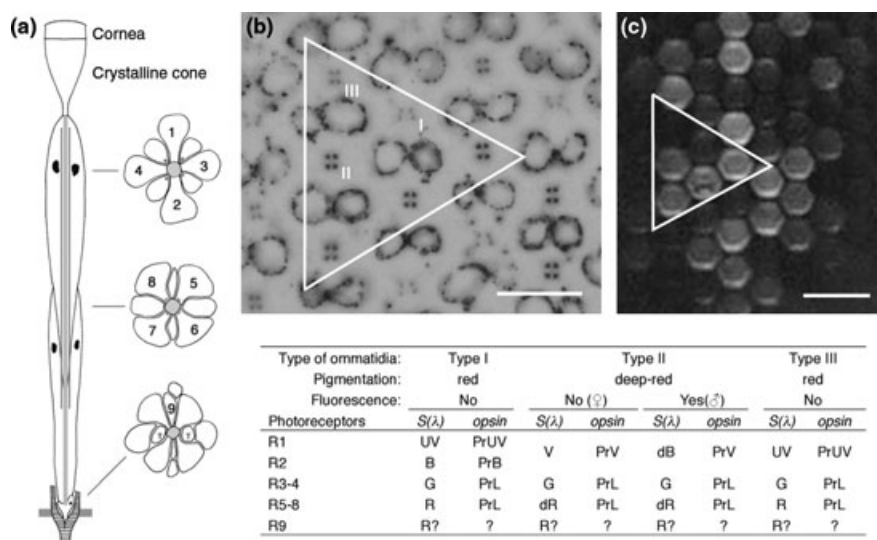 (a)
Cornea
Crystalline cone
1
4
3
2
8
5
7
6
9
(b)
III
I
II
(c)
Type of ommatidia: Type I Type II Type III
Pigmentation: red deep-red red
Fluorescence: No No (♀) Yes(♂) No
Photoreceptors S(λ) opsin S(λ) opsin S(λ) opsin S(λ) opsin
R1 UV PrUV V PrV dB PrV UV PrUV
R2 B PrB
R3-4 G PrL G PrL G PrL G PrL
R5-8 R PrL dR PrL dR PrL R PrL
R9 R? ? R? ? R? ? R? ?